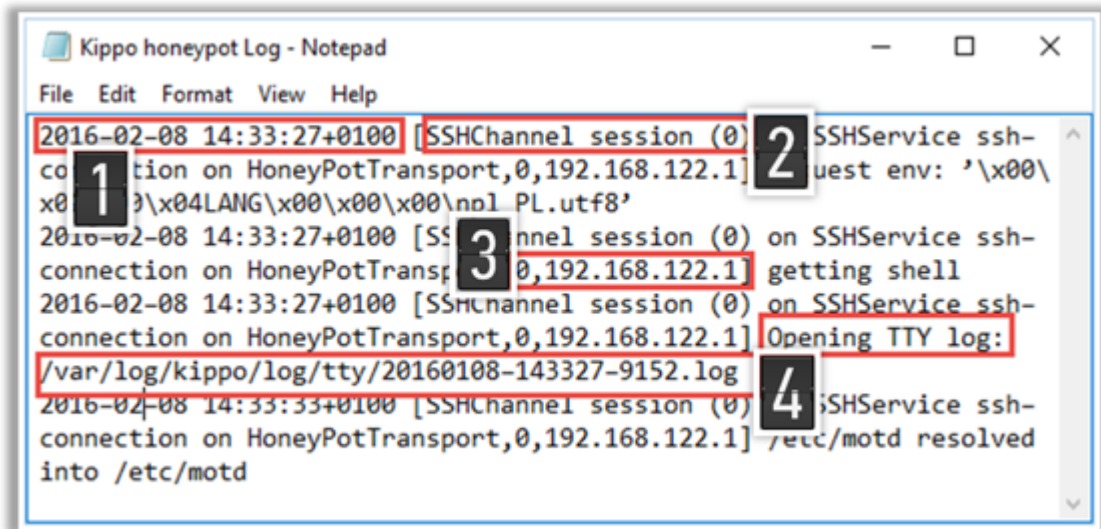 Kippo honeypot Log - Notepad
File Edit Format View Help
2016-02-08 14:33:27+0100 [SSHChannel session (0) SSHService ssh-
tion on HoneyPotTransport,0,192.168.122.1] uest env: ’\x00\
\x04LANG\x00\x00\x00\npl_PL.utf8’
2016-02-08 14:33:27+0100 [SS nnel session (0) on SSHService ssh-
connection on HoneyPotTransp 0,192.168.122.1] getting shell
2016-02-08 14:33:27+0100 [SSHChannel session (0) on SSHService ssh-
connection on HoneyPotTransport,0,192.168.122.1] Opening TTY log:
/var/log/kippo/log/tty/20160108-143327-9152.log
2016-02-08 14:33:33+0100 [SSHChannel session (0) SSHService ssh-
connection on HoneyPotTransport,0,192.168.122.1] /etc/motd resolved
into /etc/motd
1
2
3
4